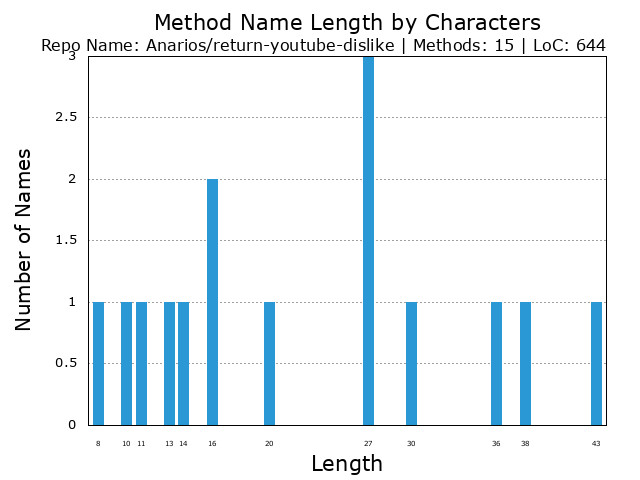 Method Name Length by Characters
Repo Name: Anarios/return-youtube-dislike | Methods: 15 | LoC: 644
3
2.5
2
1.5
1
0.5
0
Number of Names
8 10 11 13 14 16 20 27 30 36 38 43
Length